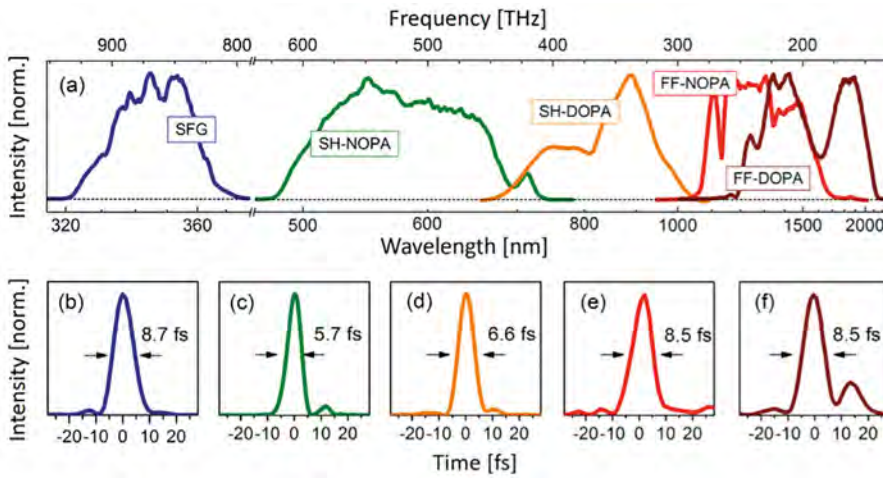 Frequency [THz]
900 800 600 500 400 300 200
Intensity [norm.]
(a)
SFG
SH-NOPA
SH-DOPA
FF-NOPA
FF-DOPA
320 360 500 600 800 1000 1500 2000
Wavelength [nm]
Intensity [norm.]
(b)
8.7 fs
(c)
5.7 fs
(d)
6.6 fs
(e)
8.5 fs
(f)
8.5 fs
-20 -10 0 10 20
-20 -10 0 10 20
-20 -10 0 10 20
-20 -10 0 10 20
-20 -10 0 10 20
Time [fs]